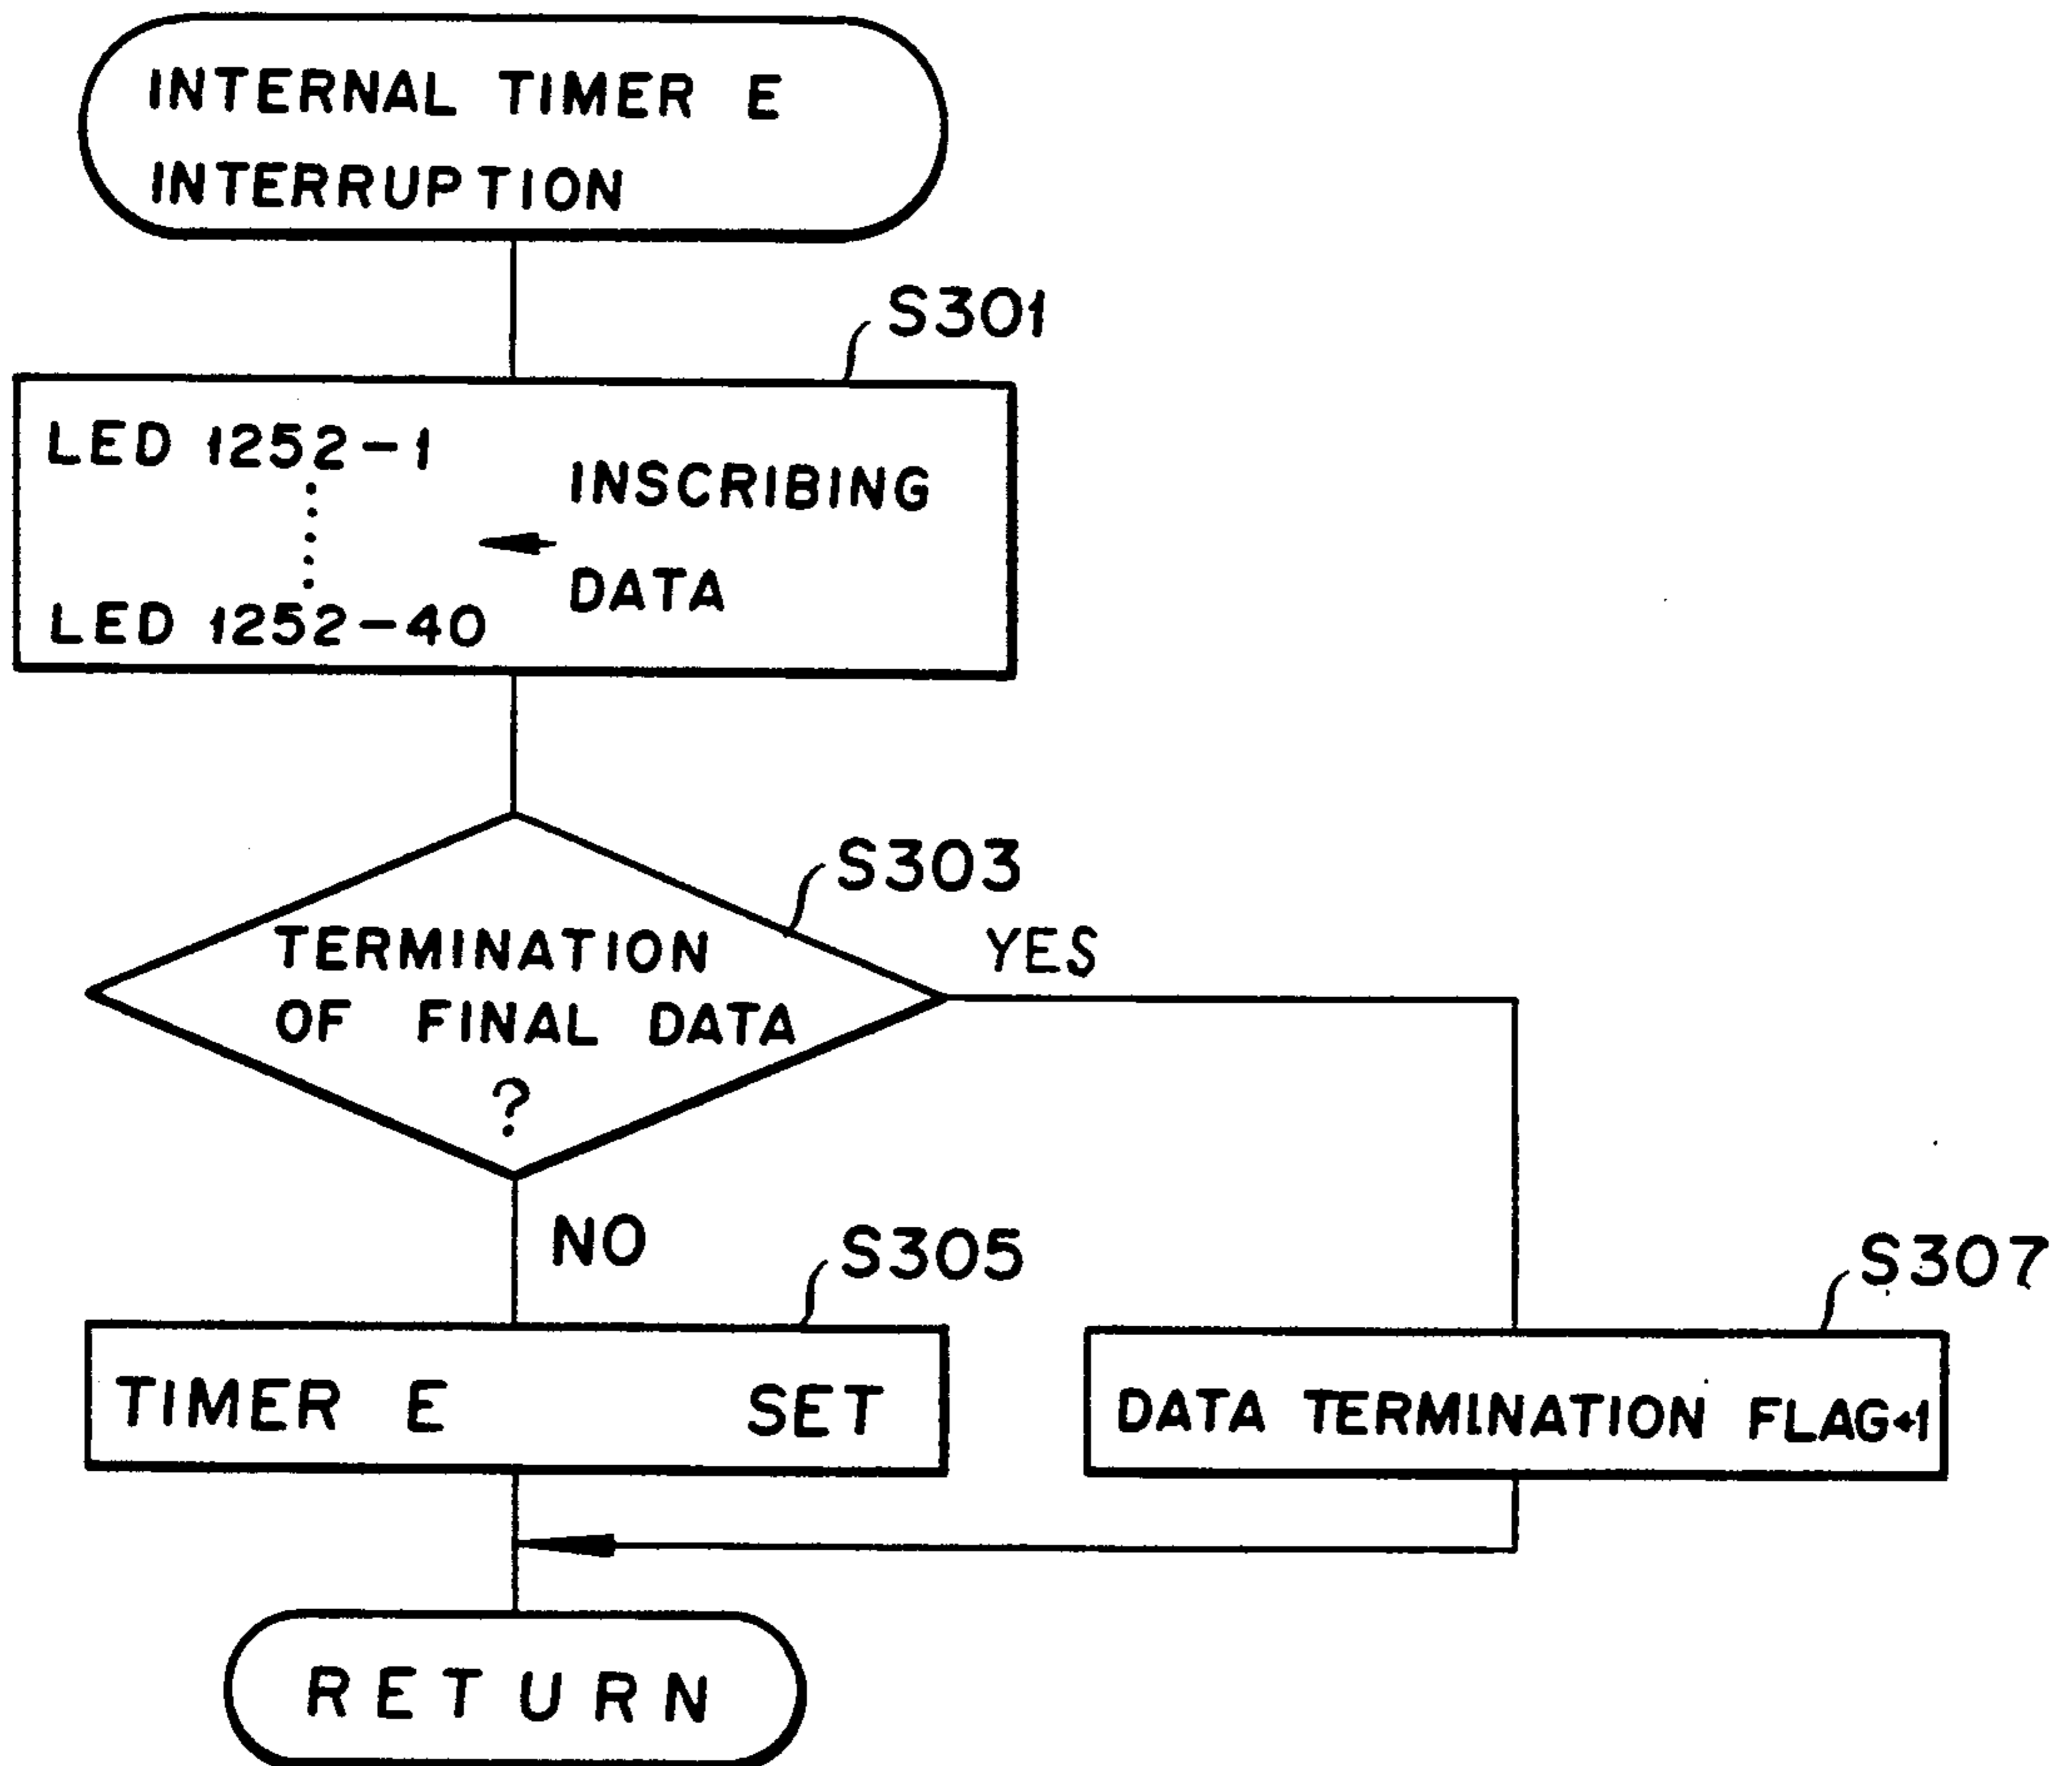 INTERNAL TIMER E
INTERRUPTION
S301
LED 1252-1
INSCRIBING
DATA
LED 1252-40
S303
TERMINATION
OF FINAL DATA
?
YES
NO
S305
TIMER E SET
S307
DATA TERMINATION FLAG←1
RETURN